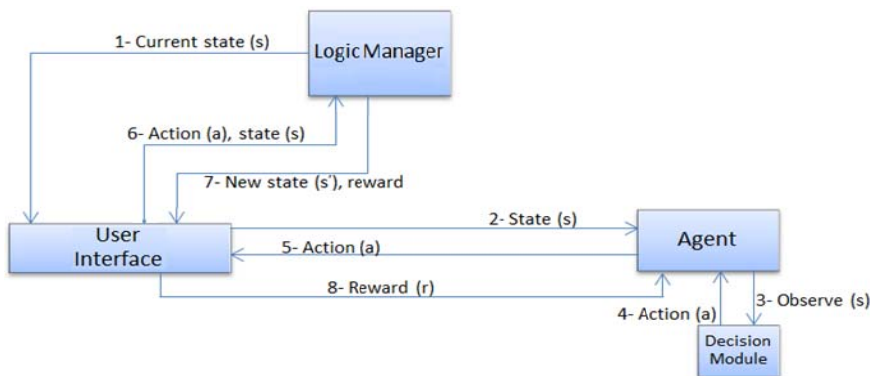 1- Current state (s)
Logic Manager
6- Action (a), state (s)
7- New state (s'), reward
User
Interface
2- State (s)
5- Action (a)
Agent
8- Reward (r)
4- Action (a)
3- Observe (s)
Decision
Module